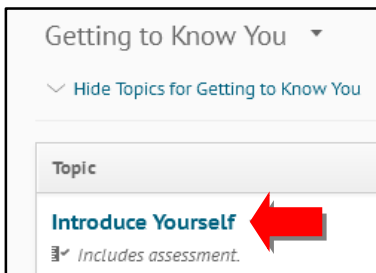 Getting to Know You
Hide Topics for Getting to Know You
Topic
Introduce Yourself
Includes assessment.